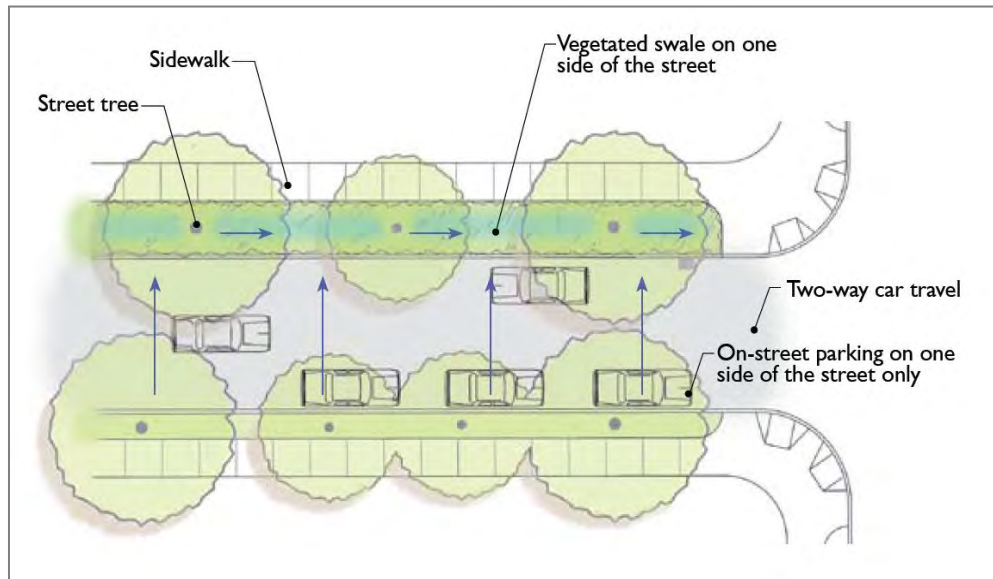 Vegetated swale on one
side of the street
Sidewalk
Street tree
Two-way car travel
On-street parking on one
side of the street only